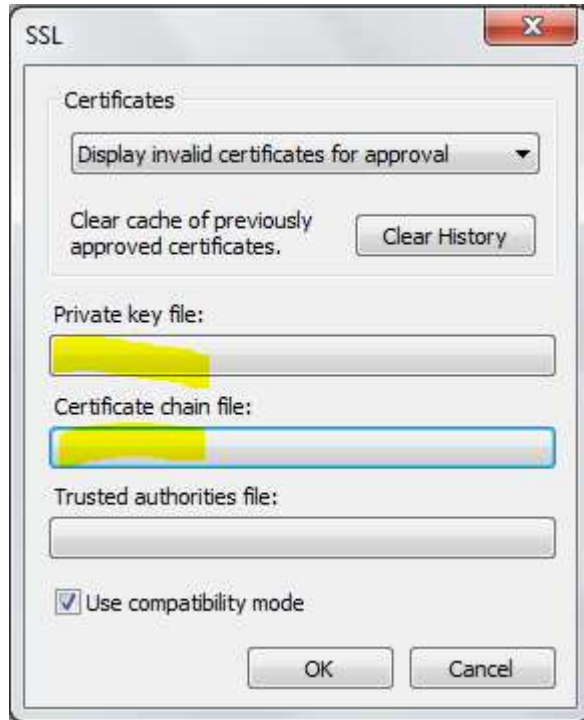 SSL
Certificates
Display invalid certificates for approval
Clear cache of previously
approved certificates.
Clear History
Private key file:
Certificate chain file:
Trusted authorities file:
Use compatibility mode
OK
Cancel